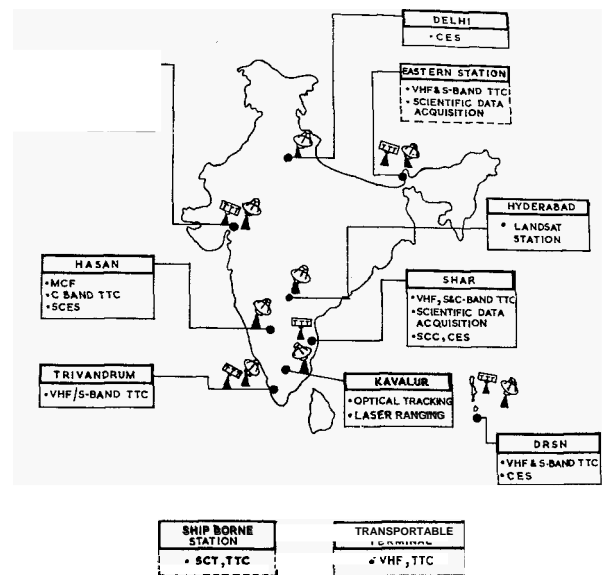 DELHI
• CES
EASTERN STATION
• VHF & S-BAND TTC
• SCIENTIFIC DATA
ACQUISITION
HYDERABAD
• LANDSAT
STATION
HASAN
• MCF
• C BAND TTC
• SCES
SHAR
• VHF, S&C-BAND TTC
• SCIENTIFIC DATA
ACQUISITION
• SCC, CES
TRIVANDRUM
• VHF/S-BAND TTC
KAVALUR
• OPTICAL TRACKING
• LASER RANGING
DRSN
• VHF & S-BAND TTC
• CES
SHIP BORNE
STATION
• SCT, TTC
TRANSPORTABLE
TERMINAL
• VHF, TTC